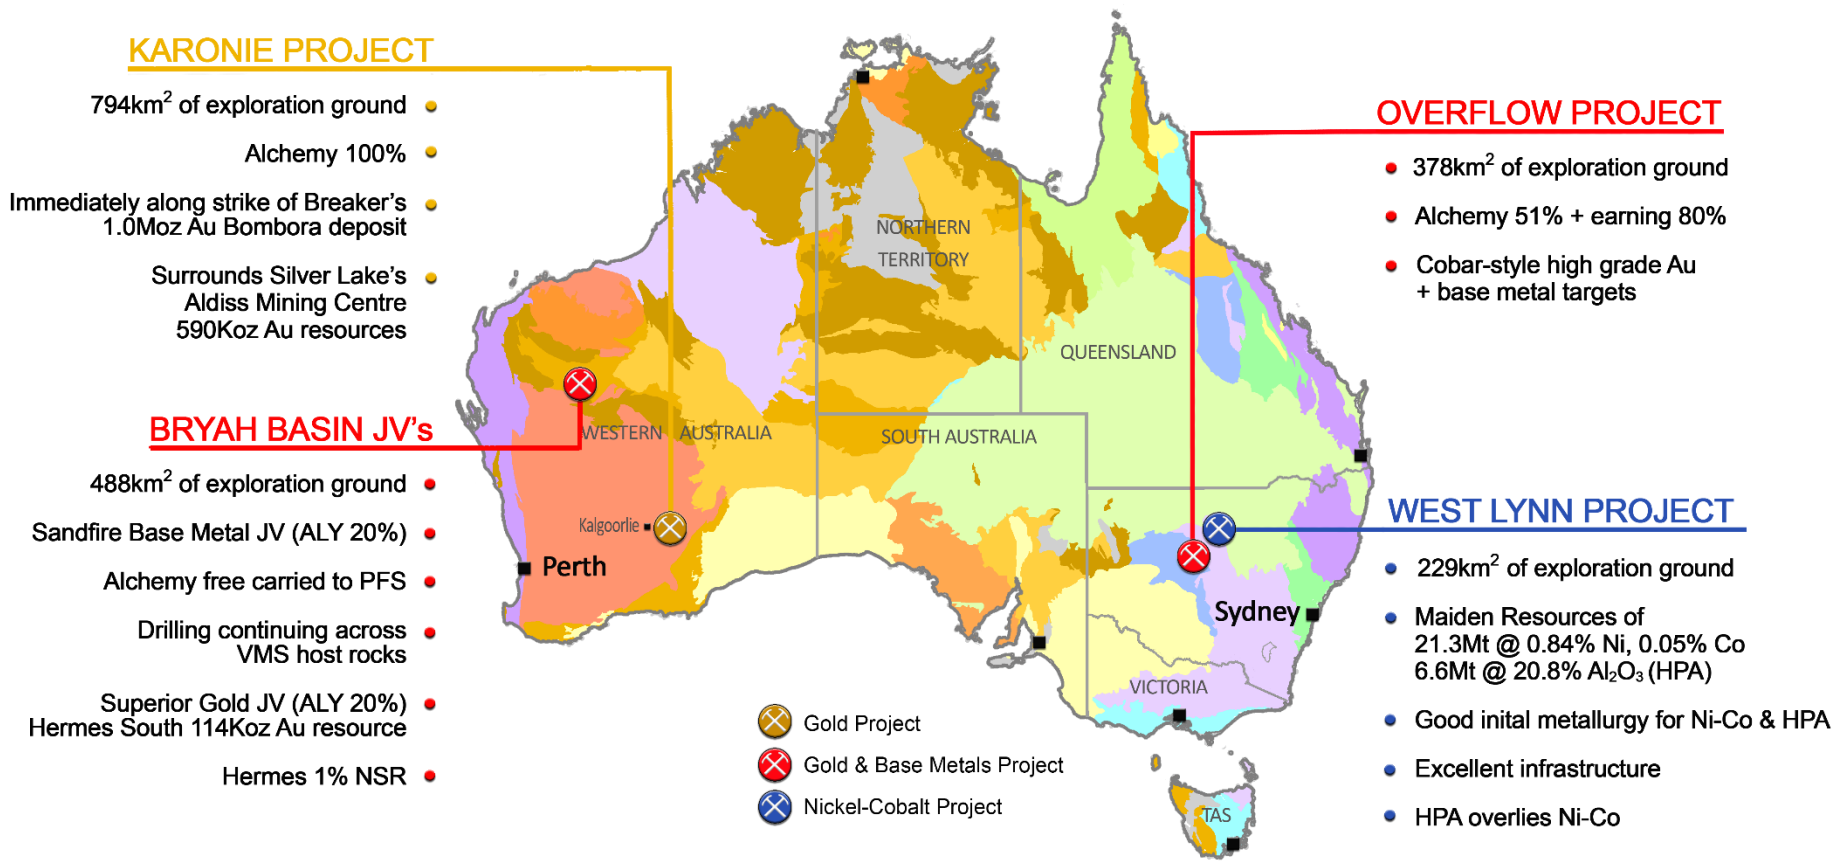 KARONIE PROJECT
794km² of exploration ground
Alchemy 100%
Immediately along strike of Breaker's
1.0Moz Au Bombora deposit
Surrounds Silver Lake's
Aldiss Mining Centre
590Koz Au resources
BRYAH BASIN JV's
488km² of exploration ground
Sandfire Base Metal JV (ALY 20%)
Alchemy free carried to PFS
Drilling continuing across
VMS host rocks
Superior Gold JV (ALY 20%)
Hermes South 114Koz Au resource
Hermes 1% NSR
NORTHERN
TERRITORY
QUEENSLAND
WESTERN AUSTRALIA
SOUTH AUSTRALIA
Kalgoorlie
Perth
Sydney
VICTORIA
TAS
Gold Project
Gold & Base Metals Project
Nickel-Cobalt Project
OVERFLOW PROJECT
378km² of exploration ground
Alchemy 51% + earning 80%
Cobar-style high grade Au
+ base metal targets
WEST LYNN PROJECT
229km² of exploration ground
Maiden Resources of
21.3Mt @ 0.84% Ni, 0.05% Co
6.6Mt @ 20.8% Al₂O₃ (HPA)
Good inital metallurgy for Ni-Co & HPA
Excellent infrastructure
HPA overlies Ni-Co